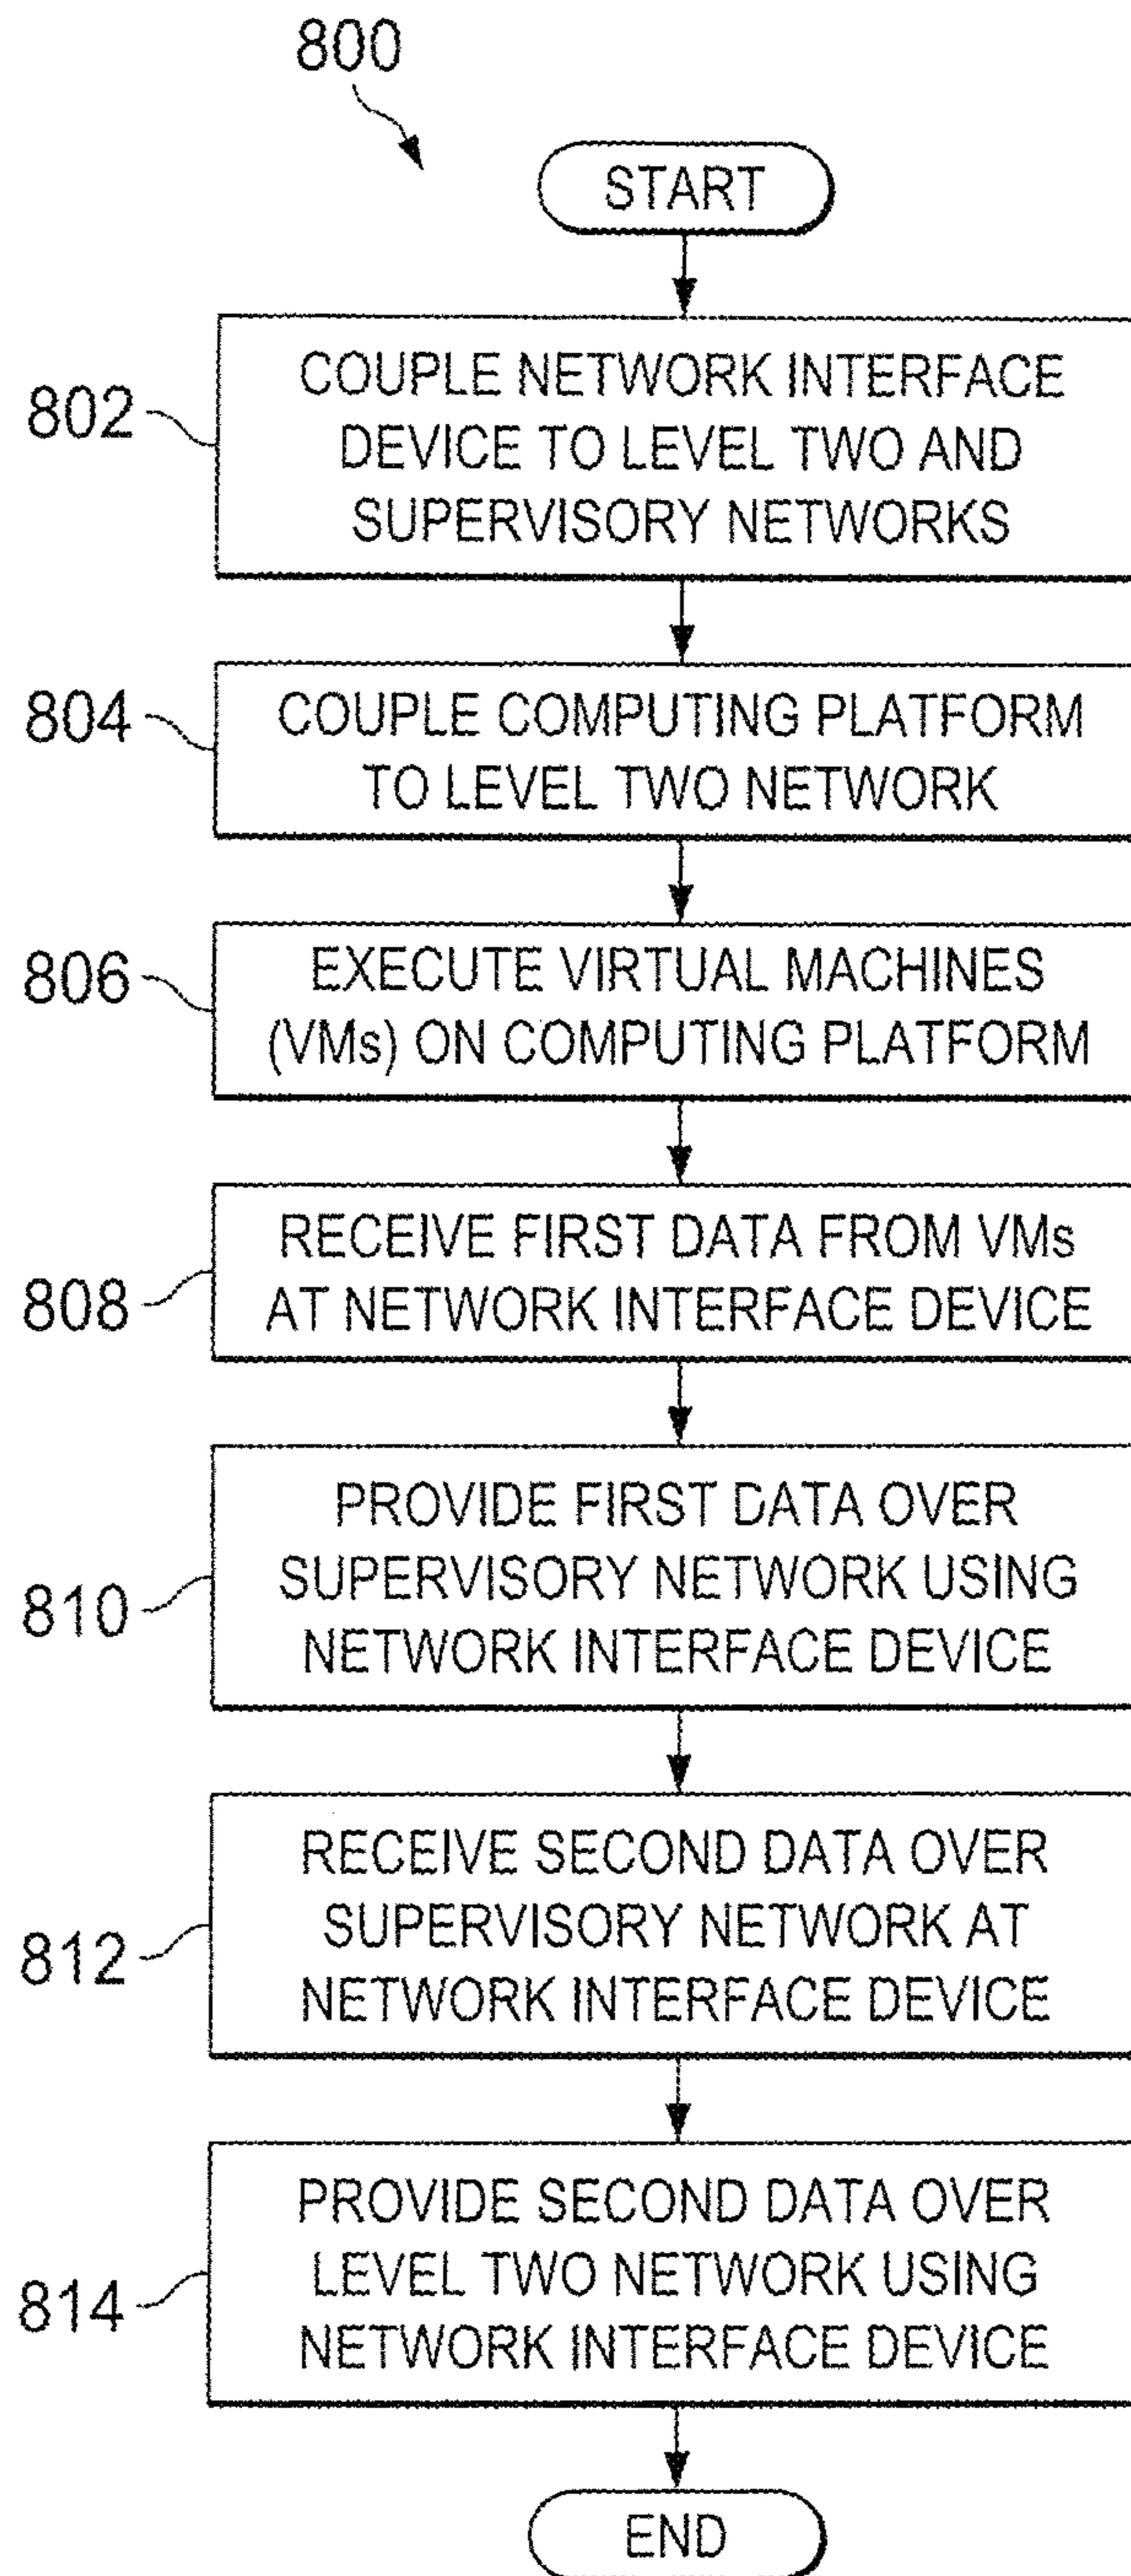 800
START
802
COUPLE NETWORK INTERFACE
DEVICE TO LEVEL TWO AND
SUPERVISORY NETWORKS
804
COUPLE COMPUTING PLATFORM
TO LEVEL TWO NETWORK
806
EXECUTE VIRTUAL MACHINES
(VMs) ON COMPUTING PLATFORM
808
RECEIVE FIRST DATA FROM VMs
AT NETWORK INTERFACE DEVICE
810
PROVIDE FIRST DATA OVER
SUPERVISORY NETWORK USING
NETWORK INTERFACE DEVICE
812
RECEIVE SECOND DATA OVER
SUPERVISORY NETWORK AT
NETWORK INTERFACE DEVICE
814
PROVIDE SECOND DATA OVER
LEVEL TWO NETWORK USING
NETWORK INTERFACE DEVICE
END